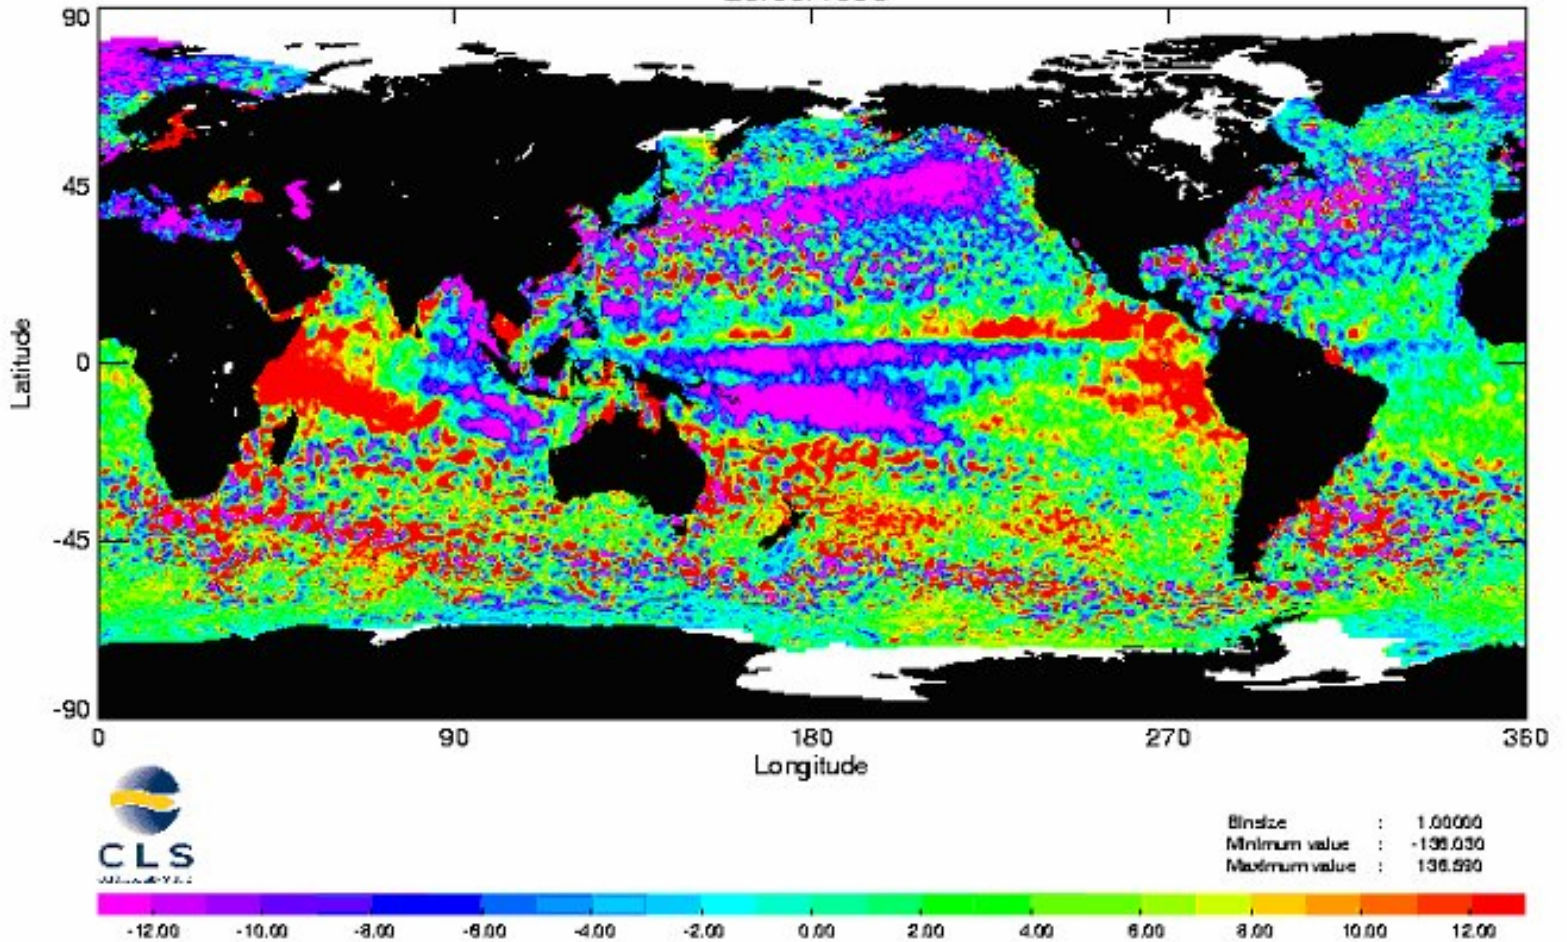 90
45
0
-45
-90
Latitude
0 90 180 270 360
Longitude
CLS
Binsize : 1.00000
Minimum value : -136.030
Maximum value : 136.590
-12.00 -10.00 -8.00 -6.00 -4.00 -2.00 0.00 2.00 4.00 6.00 8.00 10.00 12.00